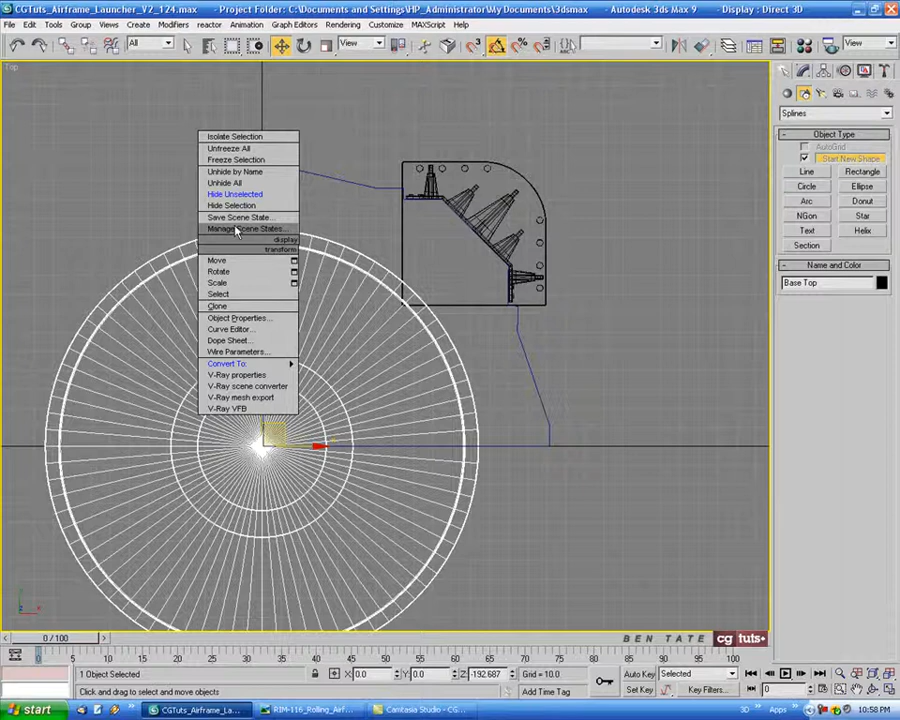 CGTuts_Airframe_Launcher_V2_124.max - Project Folder: C:\Documents and Settings\HP_Administrator\My Documents\3dsmax - Autodesk 3ds Max 9 - Display : Direct 3D
File Edit Tools Group Views Create Modifiers reactor Animation Graph Editors Rendering Customize MAXScript Help
All View View
Top
Isolate Selection
Unfreeze All
Freeze Selection
Unhide by Name
Unhide All
Hide Unselected
Hide Selection
Save Scene State...
Manage Scene States...
display
transform
Move
Rotate
Scale
Select
Clone
Object Properties...
Curve Editor...
Dope Sheet...
Wire Parameters...
Convert To:
V-Ray properties
V-Ray scene converter
V-Ray mesh export
V-Ray VFB
Splines
Object Type
AutoGrid
Start New Shape
Line Rectangle
Circle Ellipse
Arc Donut
NGon Star
Text Helix
Section
Name and Color
Base Top
z x
0 / 100
BEN TATE cg tuts+
0 5 10 15 20 25 30 35 40 45 50 55 60 65 70 75 80 85 90 95 100
1 Object Selected X: 0.0 Y: 0.0 Z: -192.687 Grid = 10.0 Auto Key Selected
Click and drag to select and move objects Add Time Tag Set Key Key Filters... 0
start CGTuts_Airframe_La... RIM-116_Rolling_Airf... Camtasia Studio - CG... 3D Apps 10:58 PM